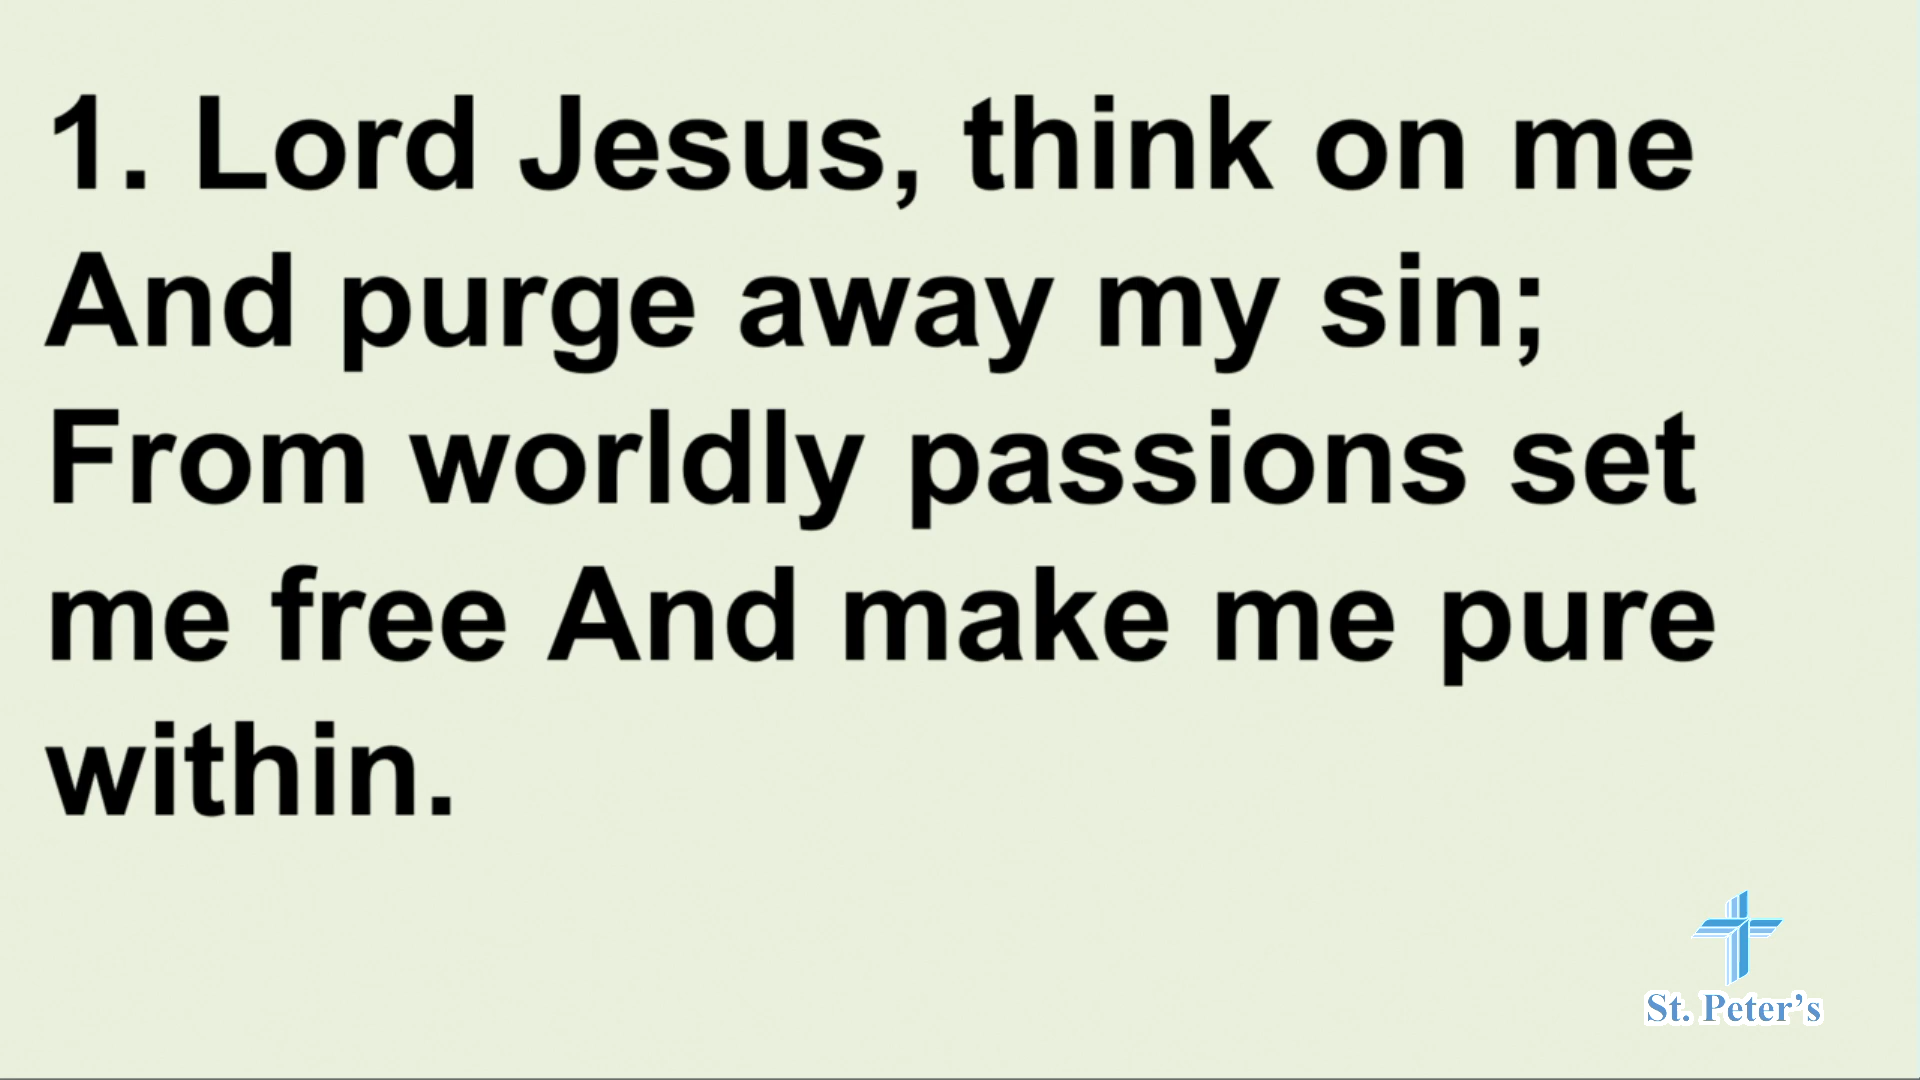 1. Lord Jesus, think on me
And purge away my sin;
From worldly passions set
me free And make me pure
within.
St. Peter’s